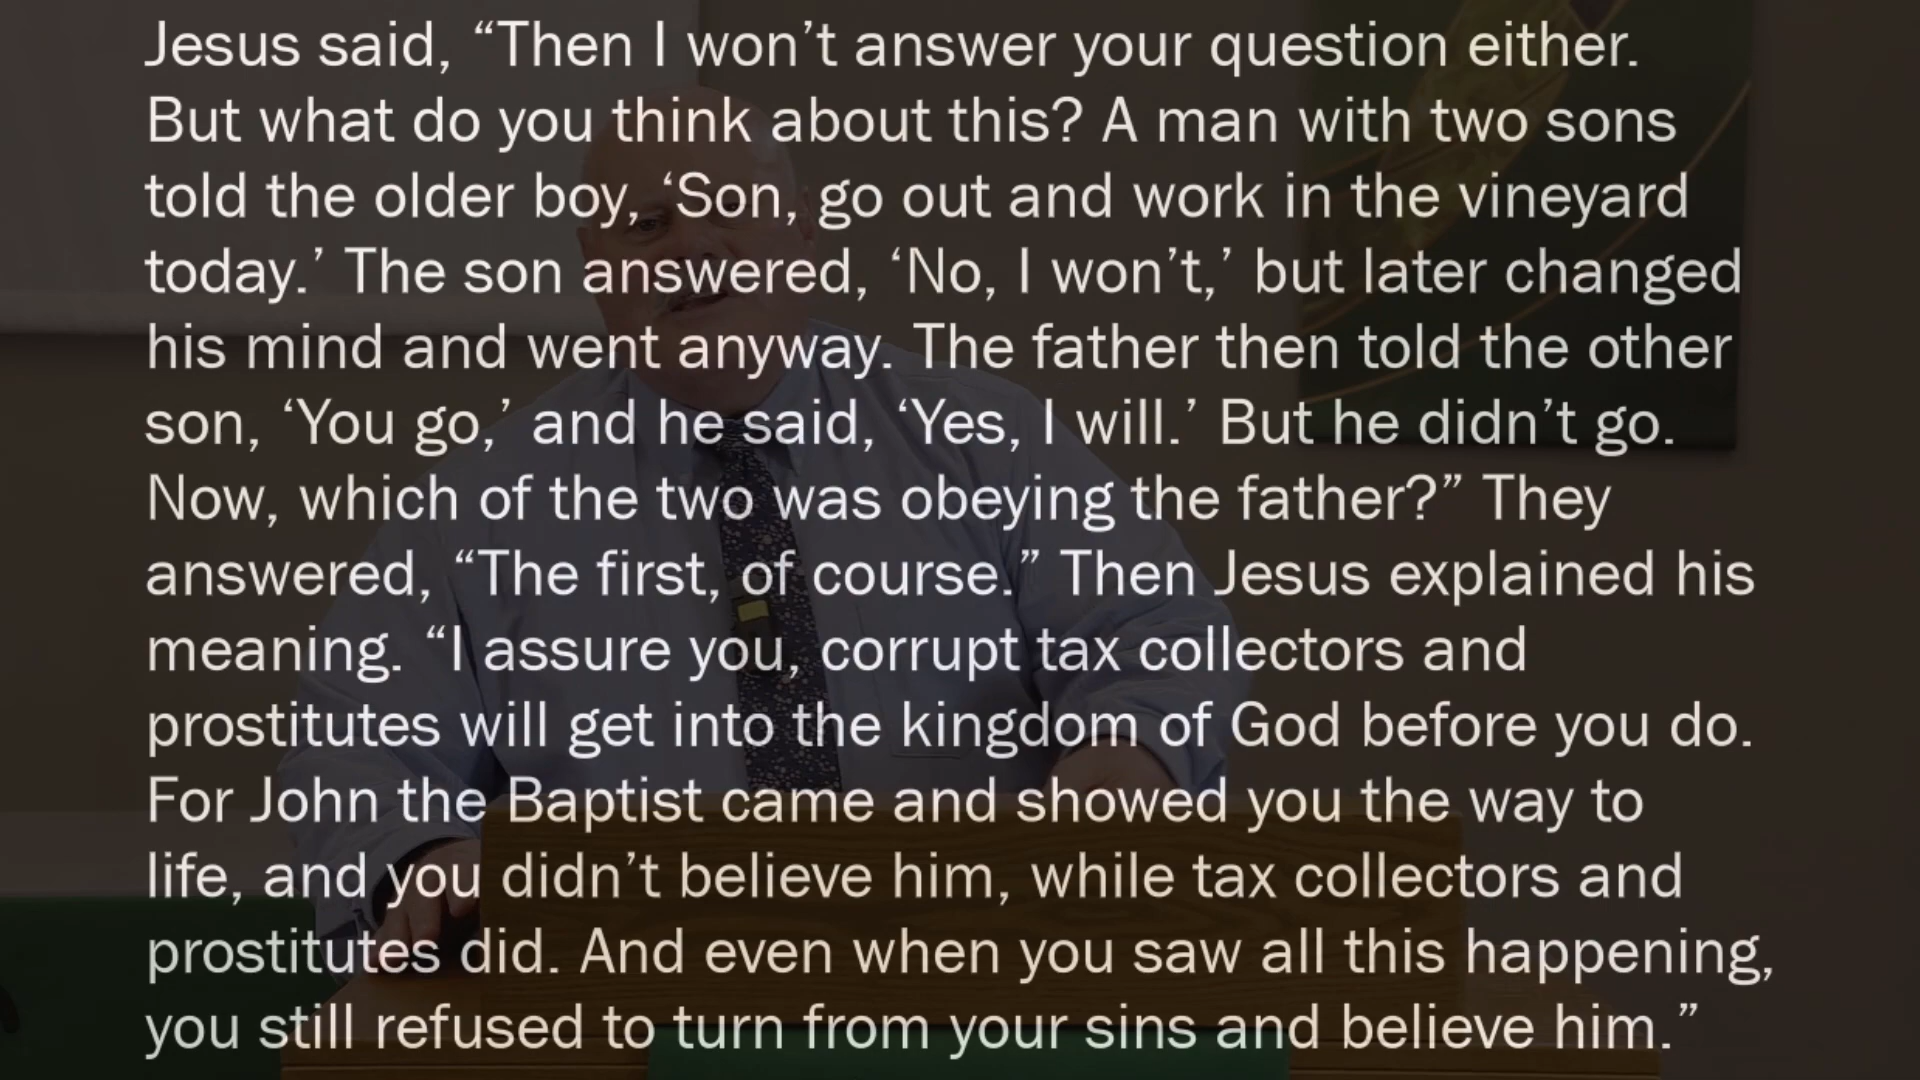 Jesus said, “Then I won’t answer your question either.
But what do you think about this? A man with two sons
told the older boy, ‘Son, go out and work in the vineyard
today.’ The son answered, ‘No, I won’t,’ but later changed
his mind and went anyway. The father then told the other
son, ‘You go,’ and he said, ‘Yes, I will.’ But he didn’t go.
Now, which of the two was obeying the father?” They
answered, “The first, of course.” Then Jesus explained his
meaning. “I assure you, corrupt tax collectors and
prostitutes will get into the kingdom of God before you do.
For John the Baptist came and showed you the way to
life, and you didn’t believe him, while tax collectors and
prostitutes did. And even when you saw all this happening,
you still refused to turn from your sins and believe him.”